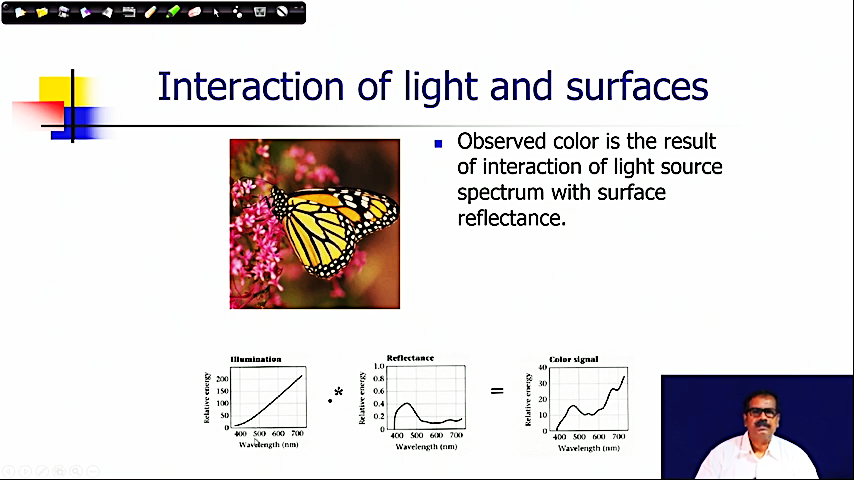 Interaction of light and surfaces
Observed color is the result
of interaction of light source
spectrum with surface
reflectance.
Illumination
Relative energy
200
150
100
50
0
400 500 600 700
Wavelength (nm)
.*
Reflectance
Relative energy
1.0
0.8
0.6
0.4
0.2
400 500 600 700
Wavelength (nm)
=
Color signal
Relative energy
40
30
20
10
0
400 500 600 700
Wavelength (nm)